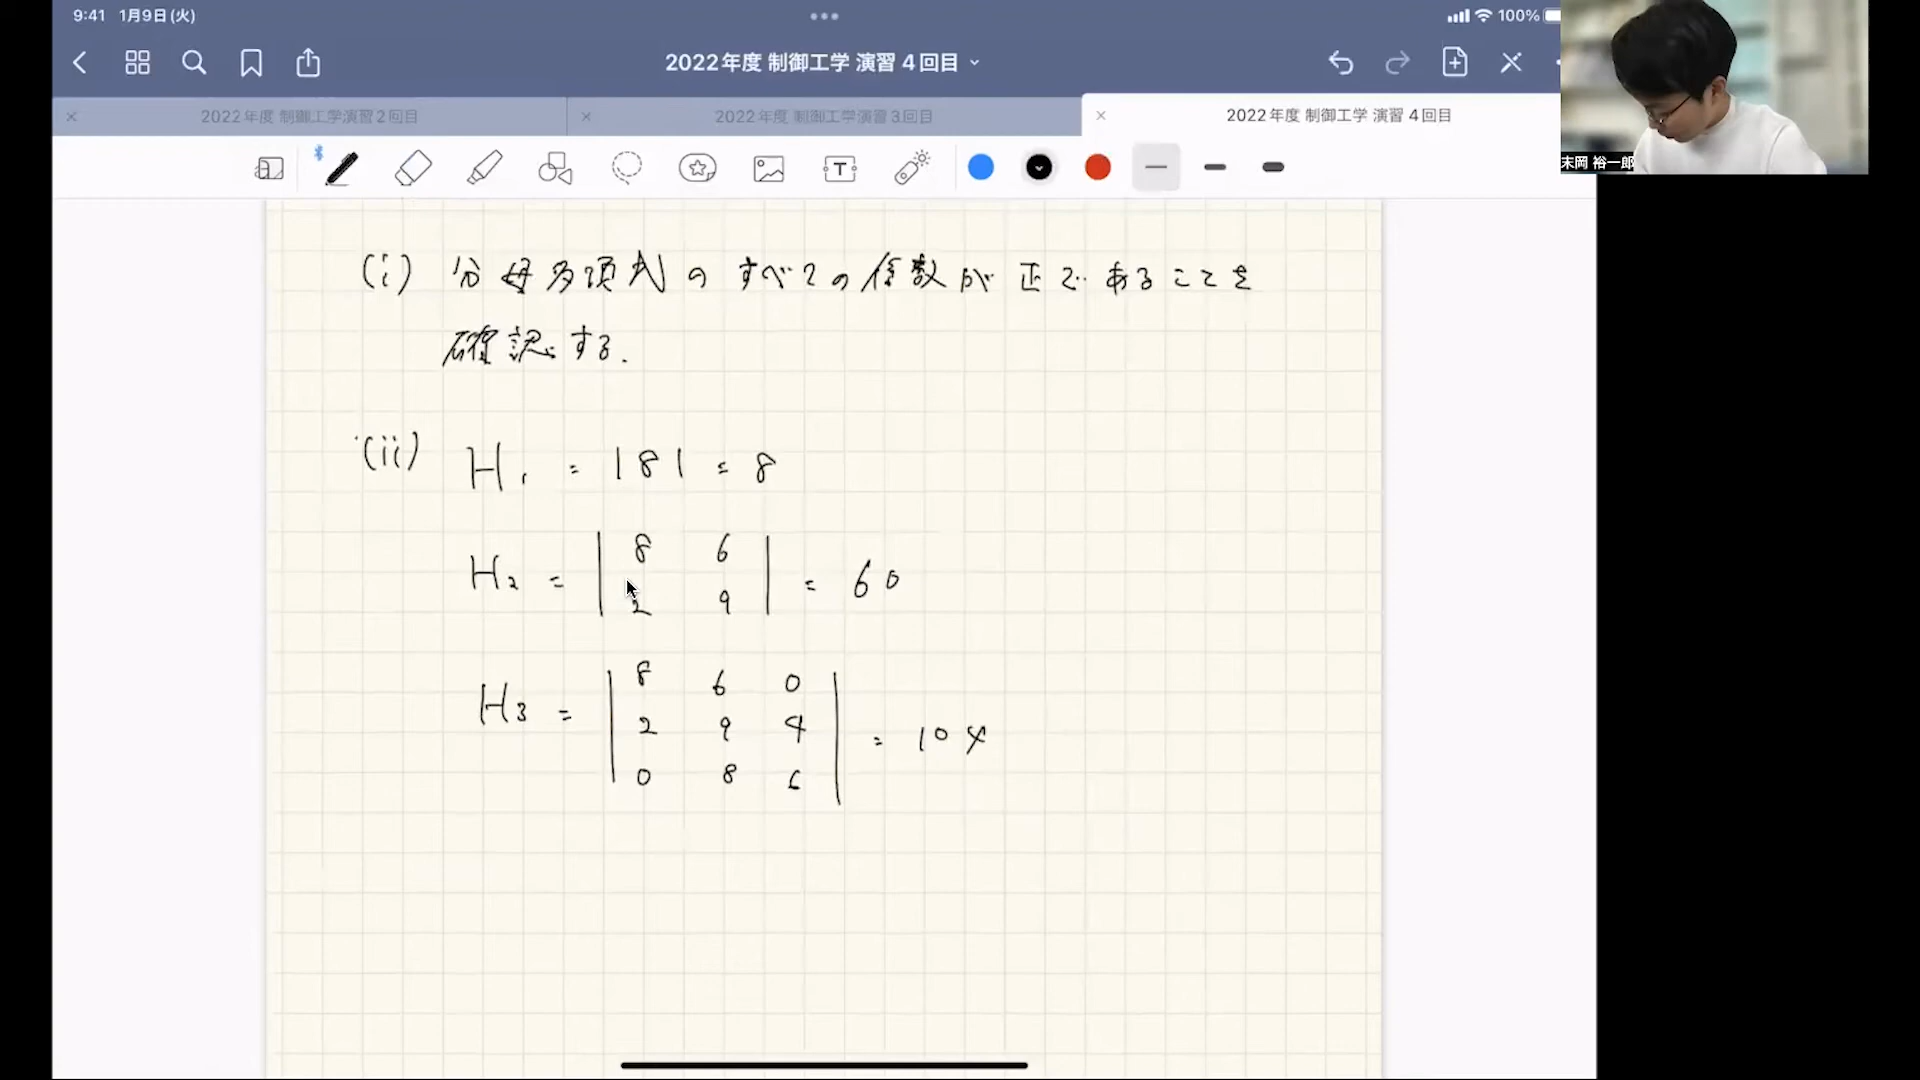 9:41 1月9日(火)
100%
2022年度 制御工学 演習 4 回目
2022年度 制御工学演習 2 回目
2022年度 制御工学演習 3 回目
2022年度 制御工学 演習 4 回目
T
末岡 裕一郎
(i) 分母多項式のすべての係数が正であることを
確認する.
(ii) H₁ = |8| = 8
H₂ = | 8 6 | = 60
2 9
H₃ = | 8 6 0 | = 104
2 9 4
0 8 6